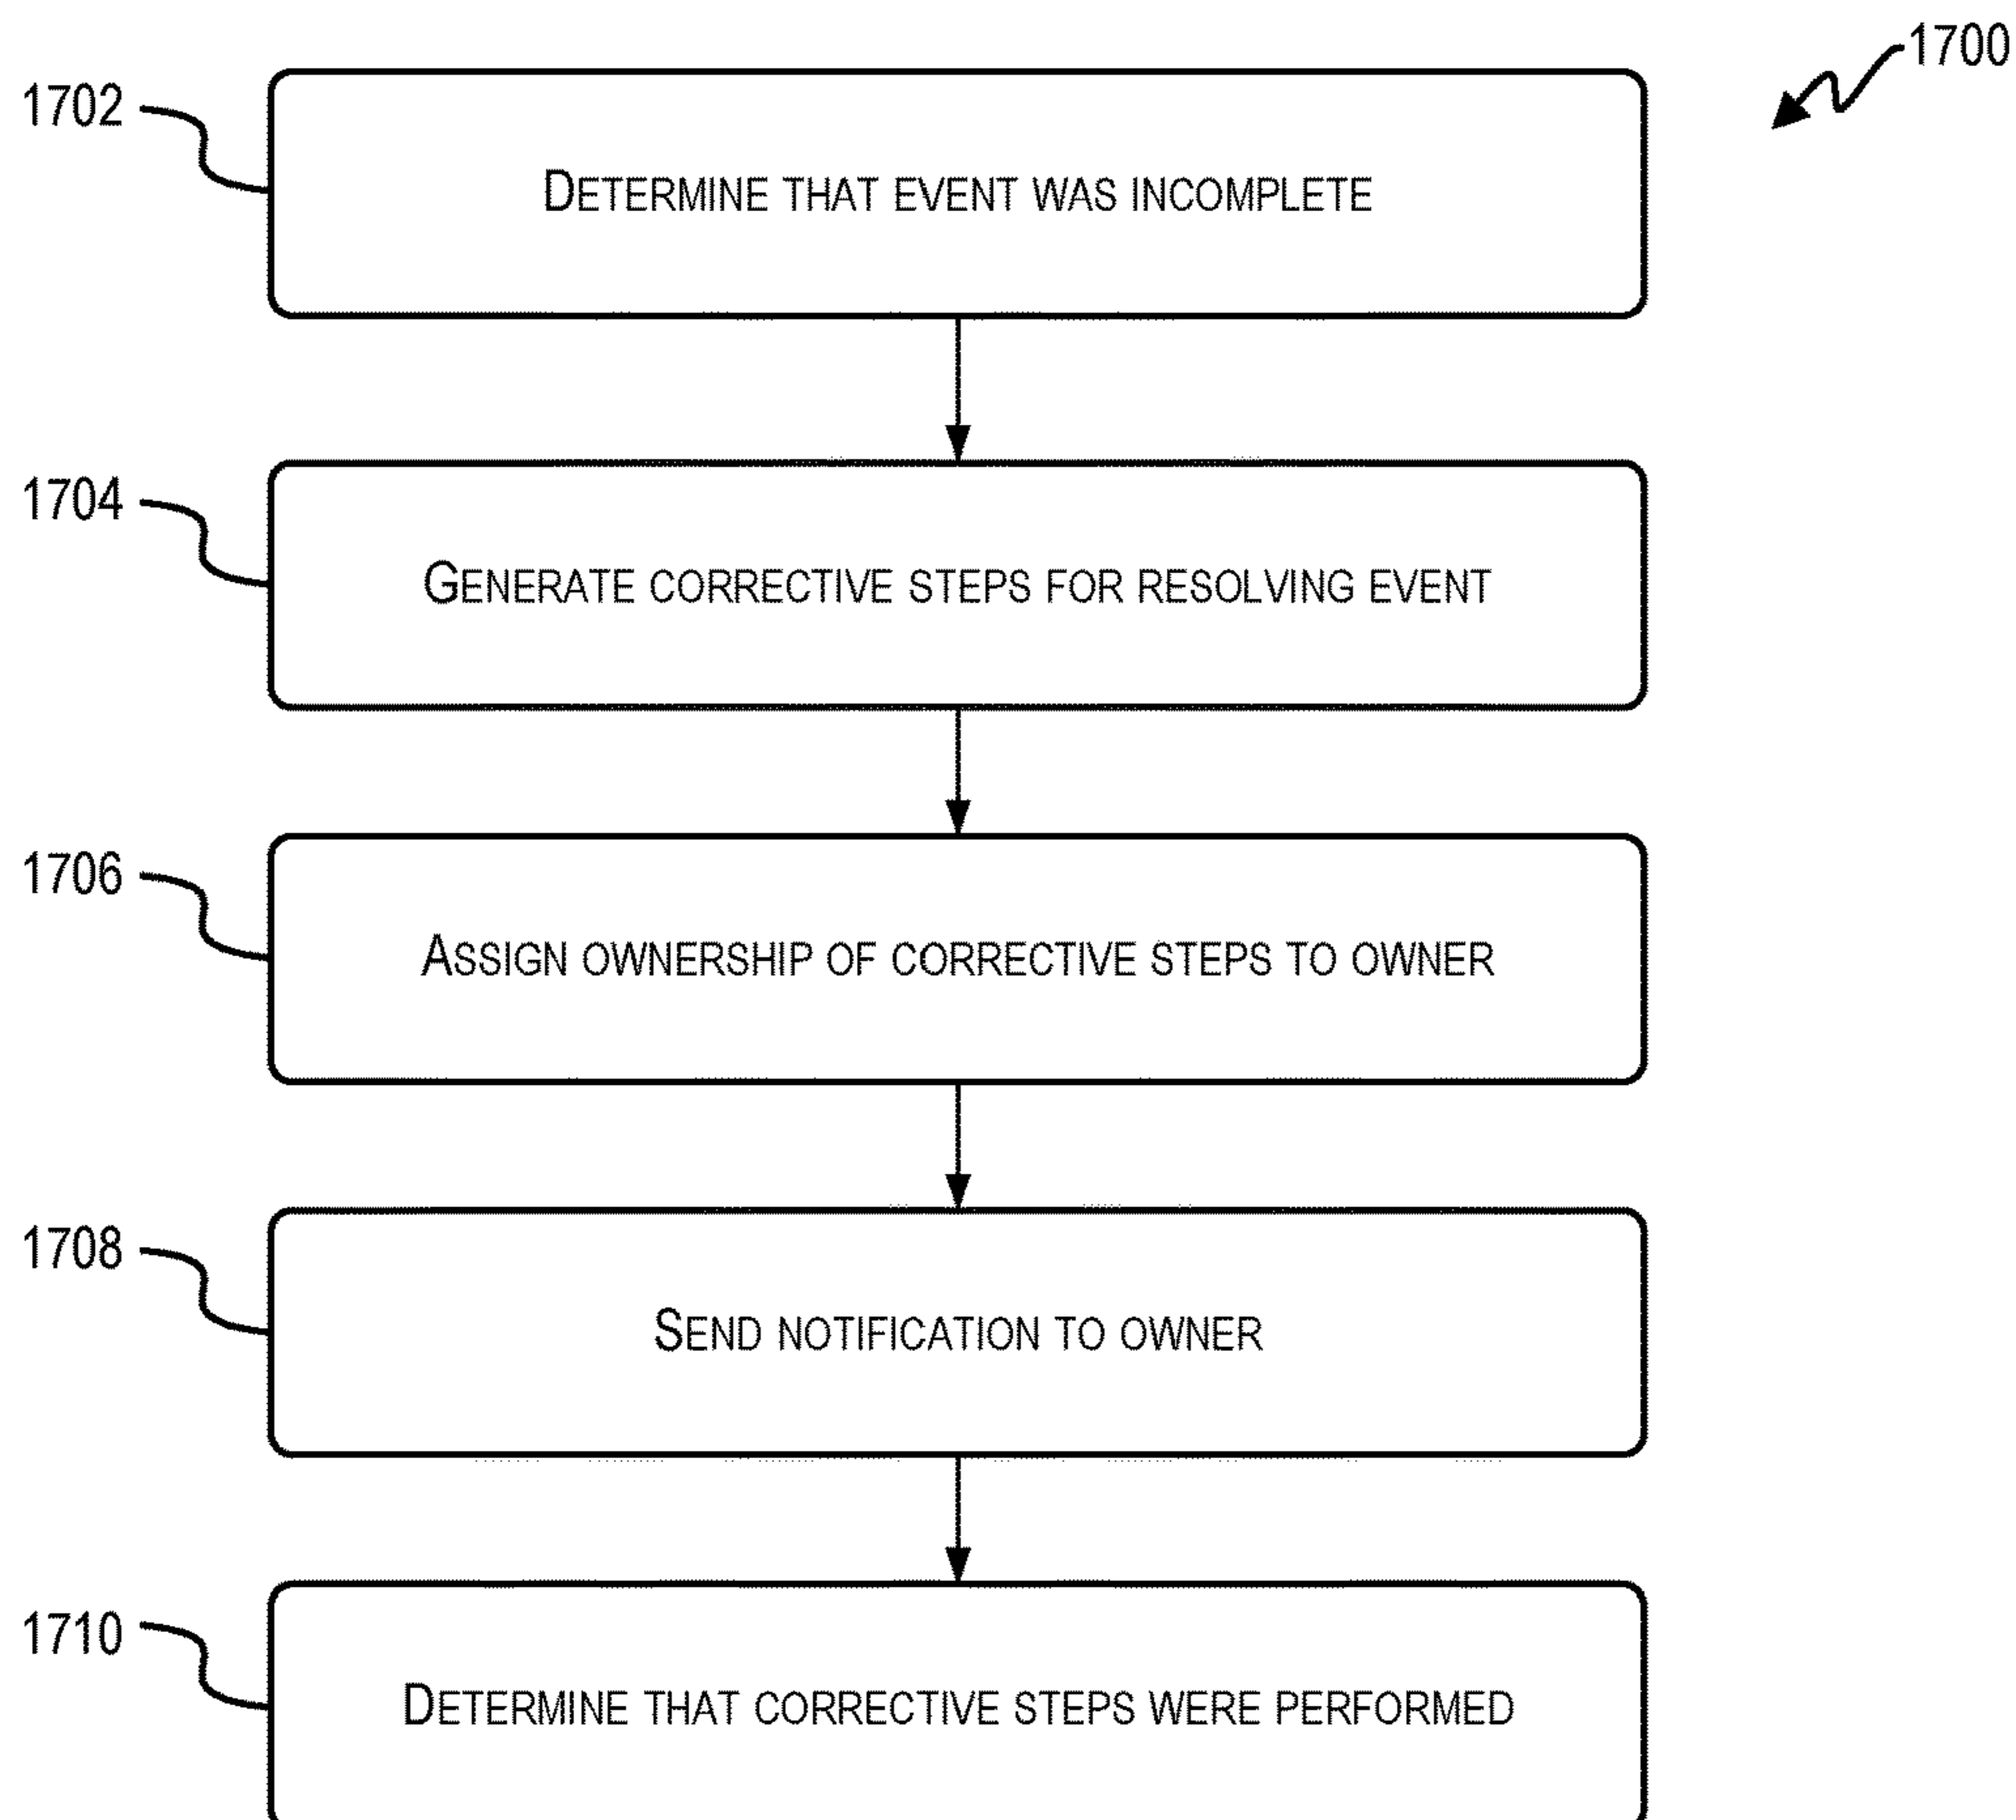 1700
1702
DETERMINE THAT EVENT WAS INCOMPLETE
1704
GENERATE CORRECTIVE STEPS FOR RESOLVING EVENT
1706
ASSIGN OWNERSHIP OF CORRECTIVE STEPS TO OWNER
1708
SEND NOTIFICATION TO OWNER
1710
DETERMINE THAT CORRECTIVE STEPS WERE PERFORMED